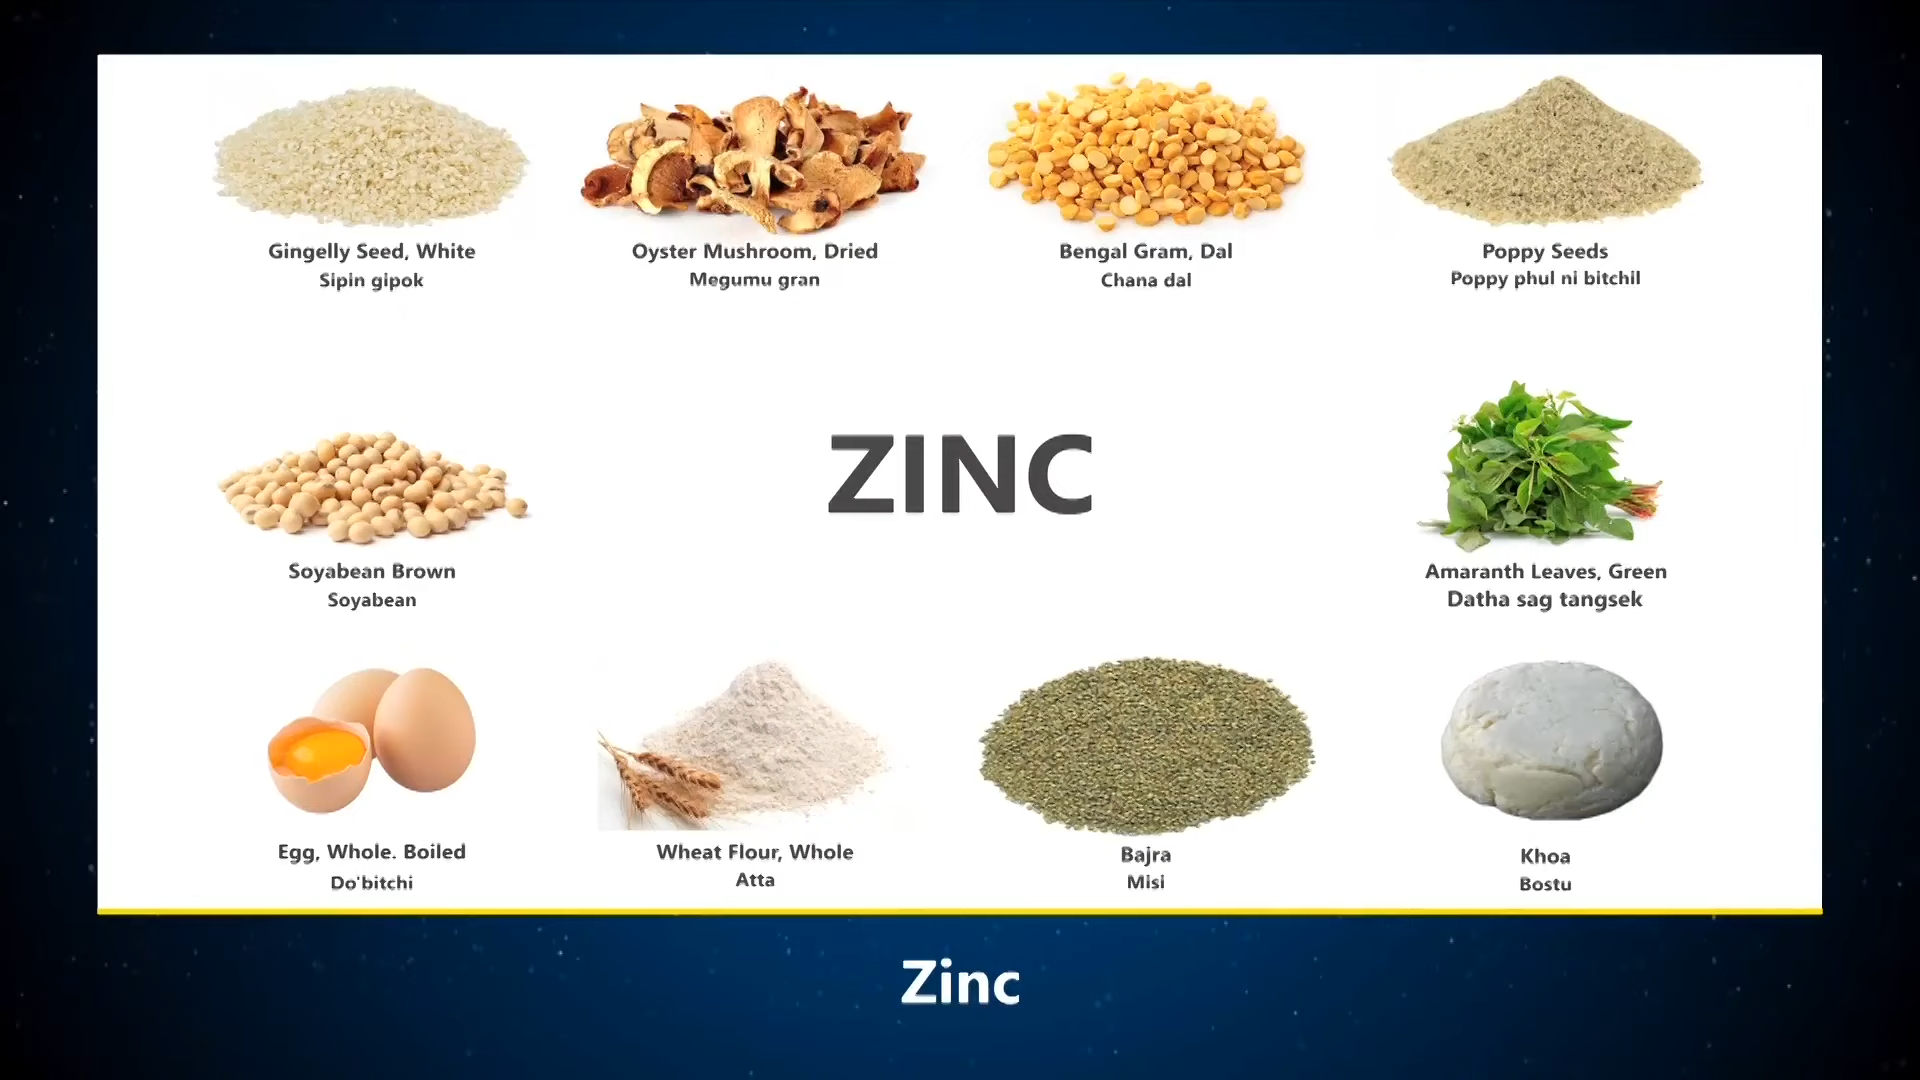 Gingelly Seed, White
Sipin gipok
Oyster Mushroom, Dried
Megumu gran
Bengal Gram, Dal
Chana dal
Poppy Seeds
Poppy phul ni bitchil
Soyabean Brown
Soyabean
ZINC
Amaranth Leaves, Green
Datha sag tangsek
Egg, Whole. Boiled
Do'bitchi
Wheat Flour, Whole
Atta
Bajra
Misi
Khoa
Bostu
Zinc